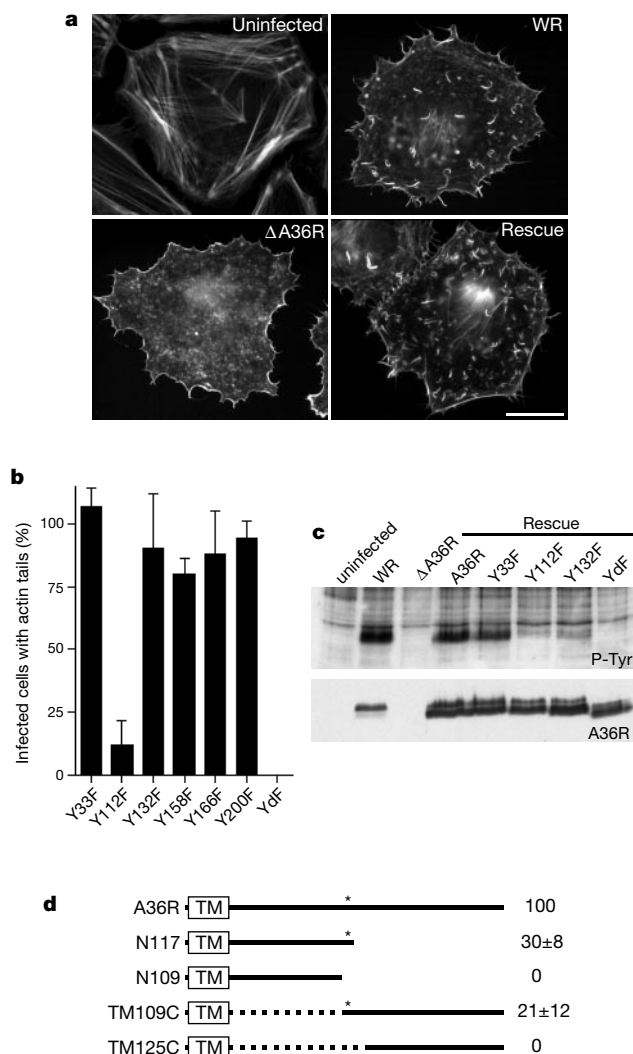 a
Uninfected
WR
ΔA36R
Rescue
b
Infected cells with actin tails (%)
100
75
50
25
0
Y33F
Y112F
Y132F
Y158F
Y166F
Y200F
YdF
c
Rescue
uninfected
WR
ΔA36R
A36R
Y33F
Y112F
Y132F
YdF
P-Tyr
A36R
d
A36R TM * 100
N117 TM * 30±8
N109 TM 0
TM109C TM * 21±12
TM125C TM 0